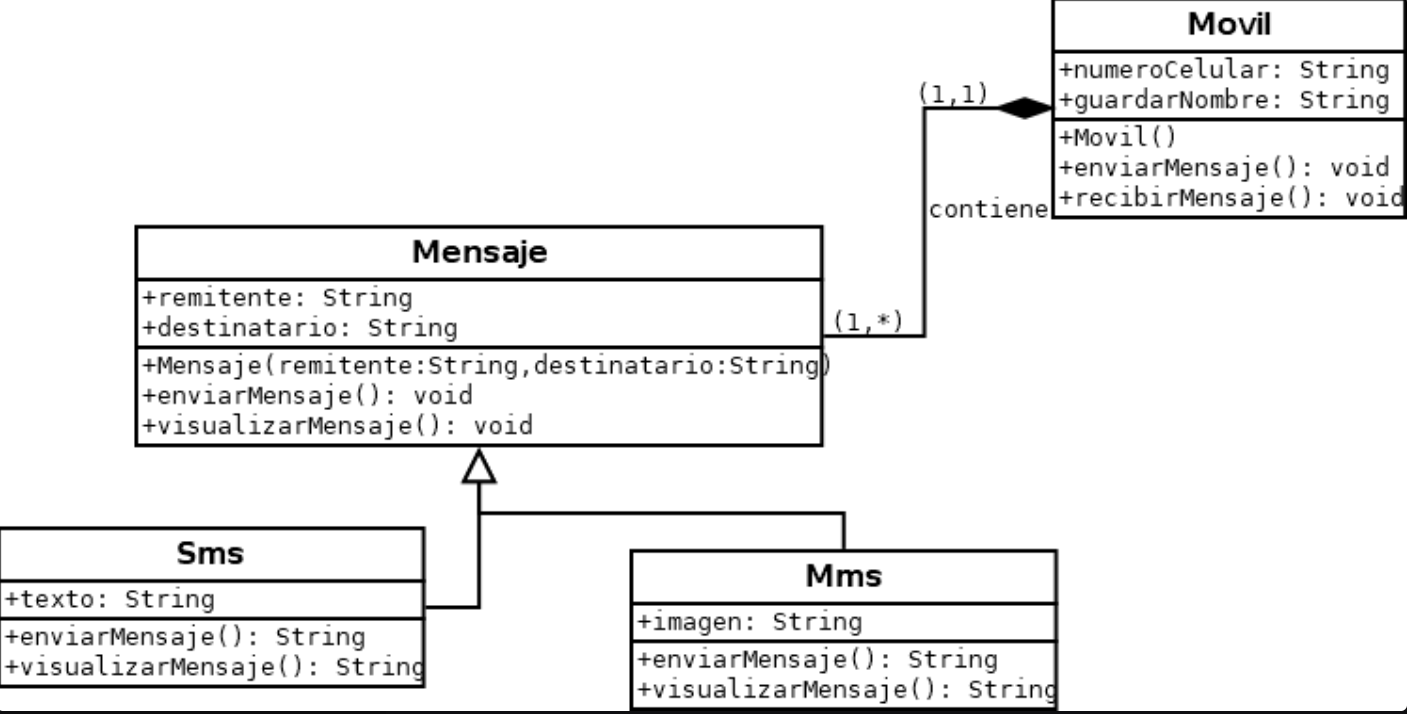 Movil
+numeroCelular: String
+guardarNombre: String
+Movil()
+enviarMensaje(): void
+recibirMensaje(): void
(1,1)
contiene
(1,*)
Mensaje
+remitente: String
+destinatario: String
+Mensaje(remitente:String,destinatario:String)
+enviarMensaje(): void
+visualizarMensaje(): void
Sms
+texto: String
+enviarMensaje(): String
+visualizarMensaje(): String
Mms
+imagen: String
+enviarMensaje(): String
+visualizarMensaje(): String